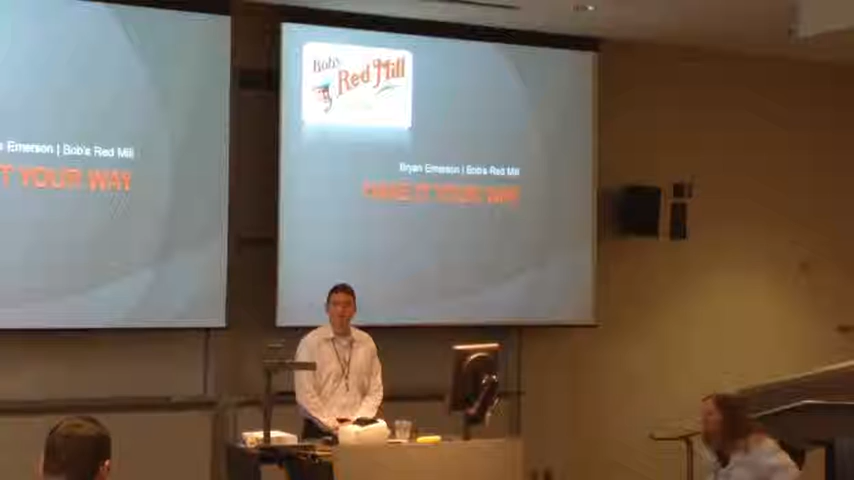 Emerson | Bob's Red Mill
T YOUR WAY
Bob's
Red Mill
Bryan Emerson | Bob's Red Mill
HAVE IT YOUR WAY